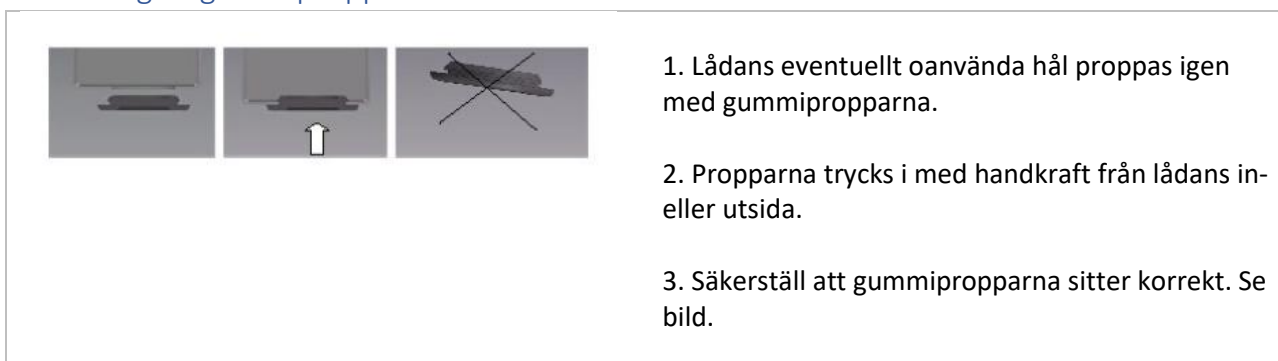 1. Lådans eventuellt oanvända hål proppas igen
med gummipropparna.
2. Propparna trycks i med handkraft från lådans in-
eller utsida.
3. Säkerställ att gummipropparna sitter korrekt. Se
bild.